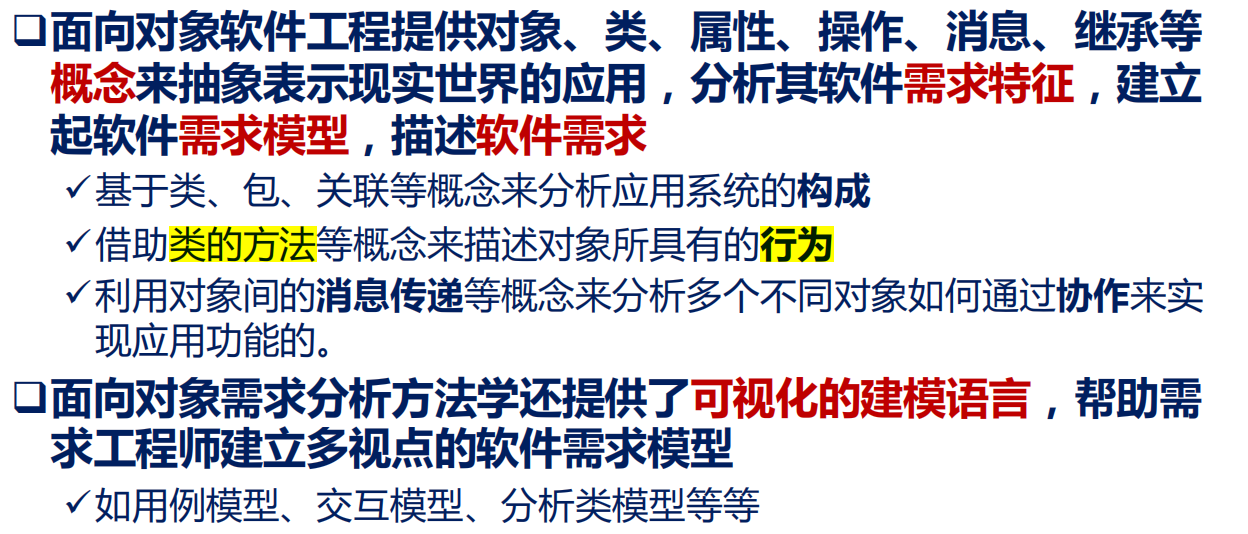 ❑面向对象软件工程提供对象、类、属性、操作、消息、继承等
概念来抽象表示现实世界的应用，分析其软件需求特征，建立
起软件需求模型，描述软件需求
✓基于类、包、关联等概念来分析应用系统的构成
✓借助类的方法等概念来描述对象所具有的行为
✓利用对象间的消息传递等概念来分析多个不同对象如何通过协作来实
现应用功能的。
❑面向对象需求分析方法学还提供了可视化的建模语言，帮助需
求工程师建立多视点的软件需求模型
✓如用例模型、交互模型、分析类模型等等